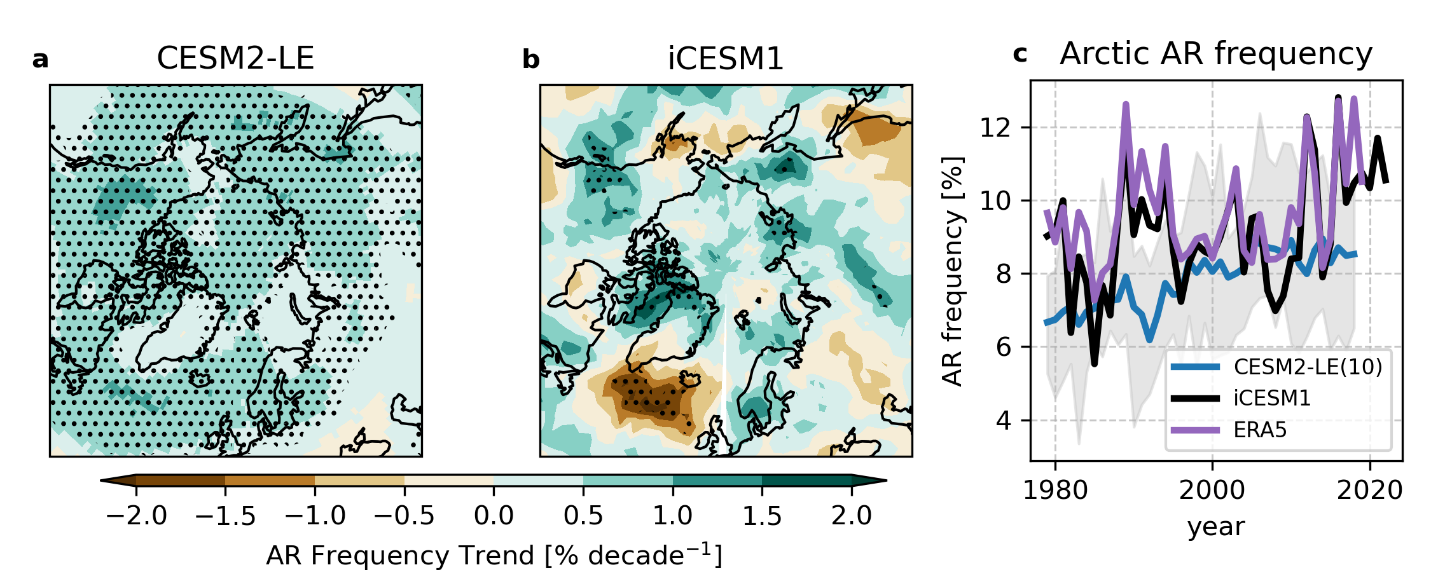 a CESM2-LE
b iCESM1
c Arctic AR frequency
12
10
8
6
4
AR frequency [%]
CESM2-LE(10)
iCESM1
ERA5
1980 2000 2020
year
−2.0 −1.5 −1.0 −0.5 0.0 0.5 1.0 1.5 2.0
AR Frequency Trend [% decade⁻¹]